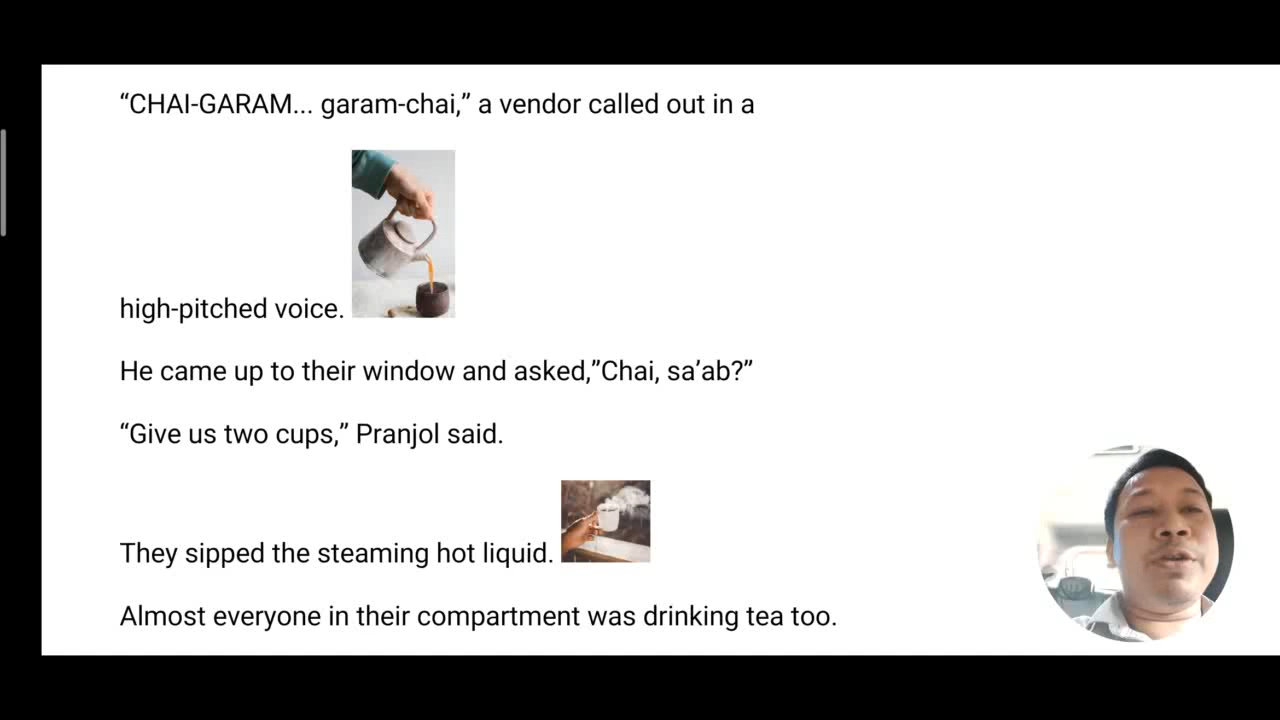 “CHAI-GARAM... garam-chai,” a vendor called out in a
high-pitched voice.
He came up to their window and asked,”Chai, sa’ab?”
“Give us two cups,” Pranjol said.
They sipped the steaming hot liquid.
Almost everyone in their compartment was drinking tea too.